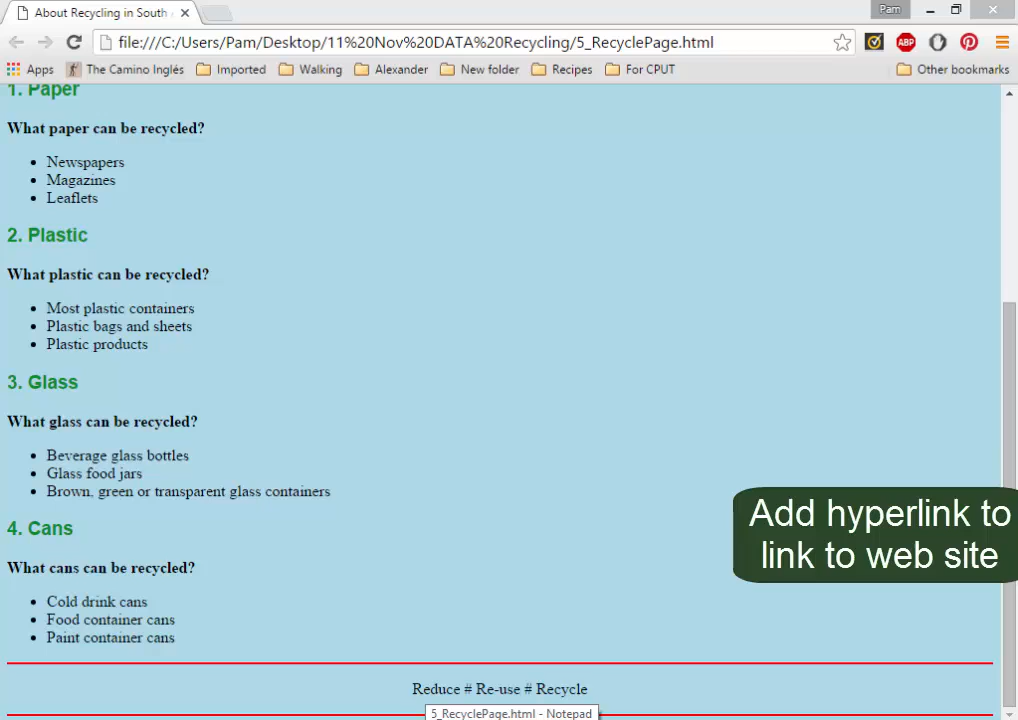 About Recycling in South
Pam
file:///C:/Users/Pam/Desktop/11%20Nov%20DATA%20Recycling/5_RecyclePage.html
ABP
Apps The Camino Inglés Imported Walking Alexander New folder Recipes For CPUT Other bookmarks
1. Paper
What paper can be recycled?
• Newspapers
• Magazines
• Leaflets
2. Plastic
What plastic can be recycled?
• Most plastic containers
• Plastic bags and sheets
• Plastic products
3. Glass
What glass can be recycled?
• Beverage glass bottles
• Glass food jars
• Brown, green or transparent glass containers
Add hyperlink to
link to web site
4. Cans
What cans can be recycled?
• Cold drink cans
• Food container cans
• Paint container cans
Reduce # Re-use # Recycle
5_RecyclePage.html - Notepad